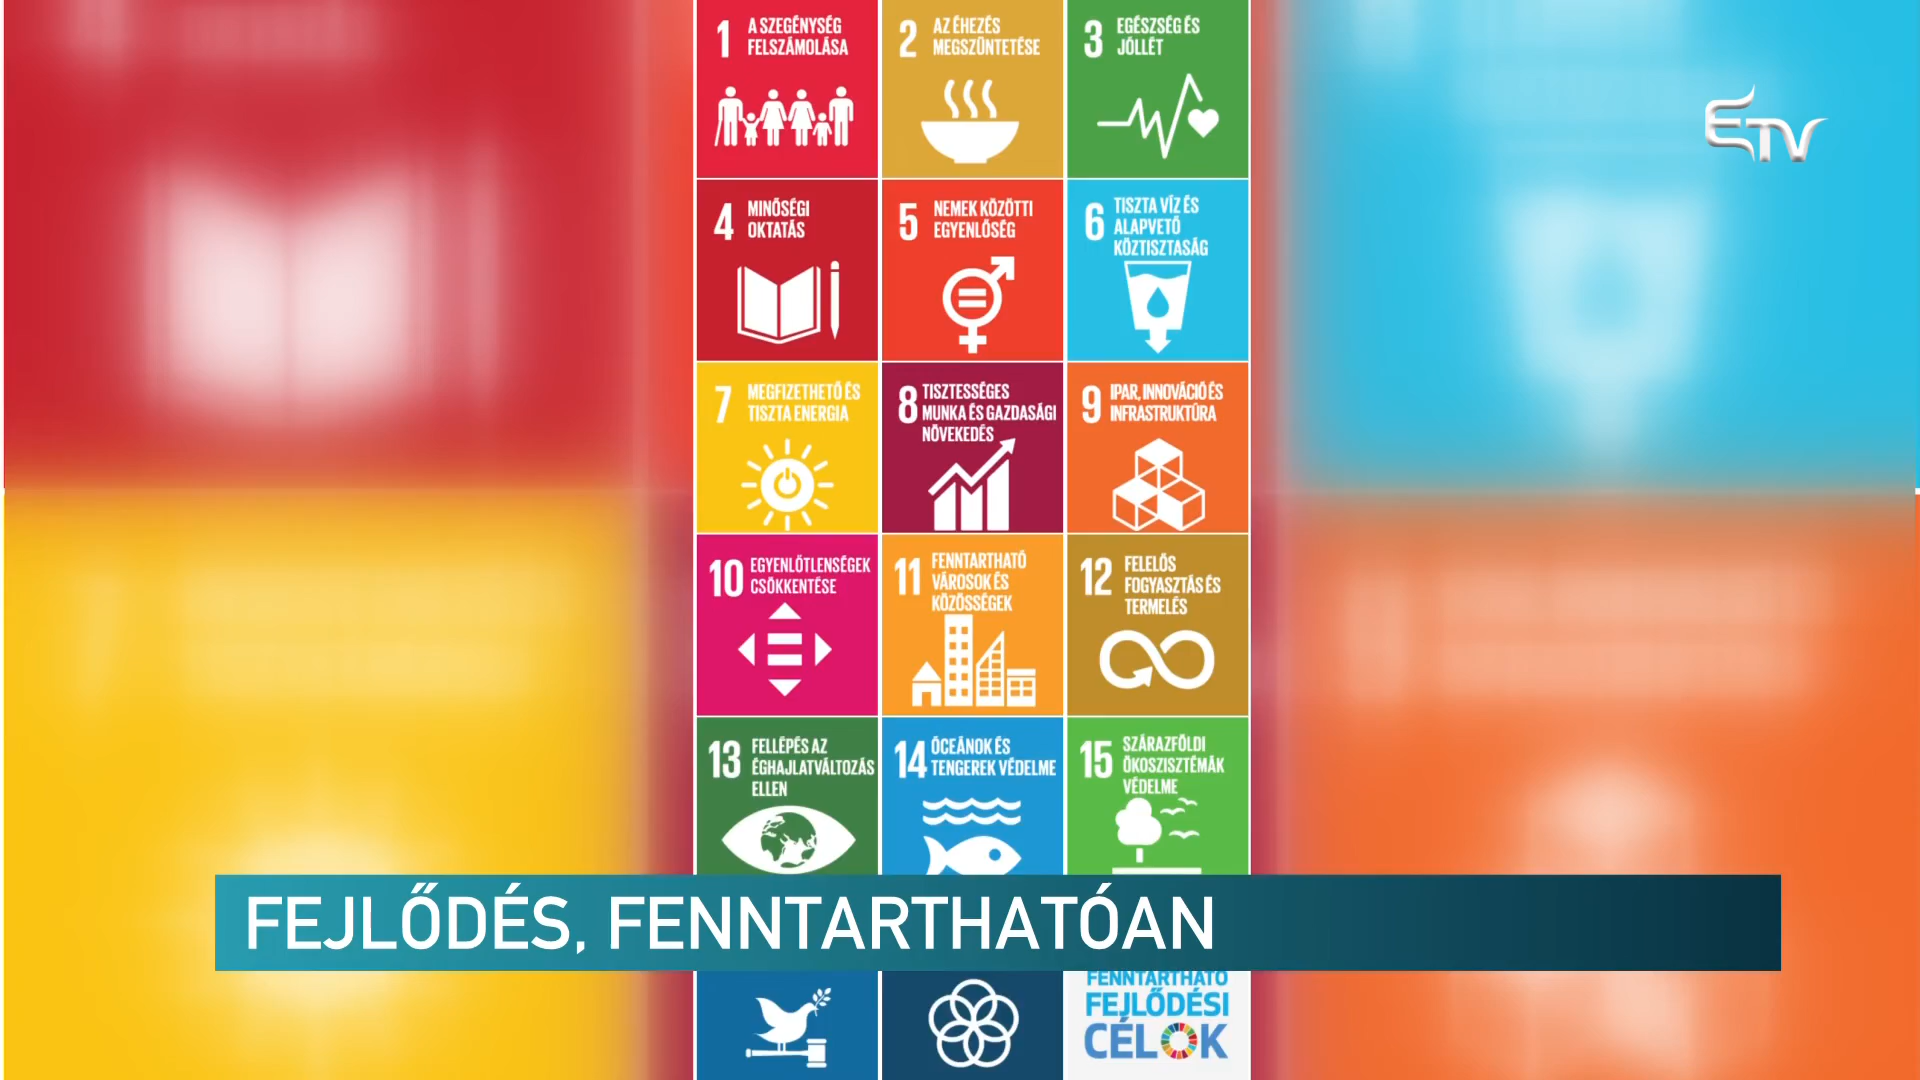 1 A SZEGÉNYSÉG
FELSZÁMOLÁSA
2 AZ ÉHEZÉS
MEGSZÜNTETÉSE
3 EGÉSZSÉG ÉS
JÓLLÉT
ETV
4 MINŐSÉGI
OKTATÁS
5 NEMEK KÖZÖTTI
EGYENLŐSÉG
6 TISZTA VÍZ ÉS
ALAPVETŐ
KÖZTISZTASÁG
7 MEGFIZETHETŐ ÉS
TISZTA ENERGIA
8 TISZTESSÉGES
MUNKA ÉS GAZDASÁGI
NÖVEKEDÉS
9 IPAR, INNOVÁCIÓ ÉS
INFRASTRUKTÚRA
10 EGYENLŐTLENSÉGEK
CSÖKKENTÉSE
11 FENNTARTHATÓ
VÁROSOK ÉS
KÖZÖSSÉGEK
12 FELELŐS
FOGYASZTÁS ÉS
TERMELÉS
13 FELLÉPÉS AZ
ÉGHAJLATVÁLTOZÁS
ELLEN
14 ÓCEÁNOK ÉS
TENGEREK VÉDELME
15 SZÁRAZFÖLDI
ÖKOSZISZTÉMÁK
VÉDELME
FEJLŐDÉS, FENNTARTHATÓAN
FENNTARTHATÓ
FEJLŐDÉSI
CÉLOK